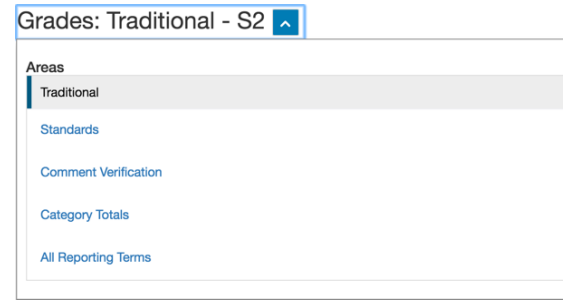 Grades: Traditional - S2
Areas
Traditional
Standards
Comment Verification
Category Totals
All Reporting Terms